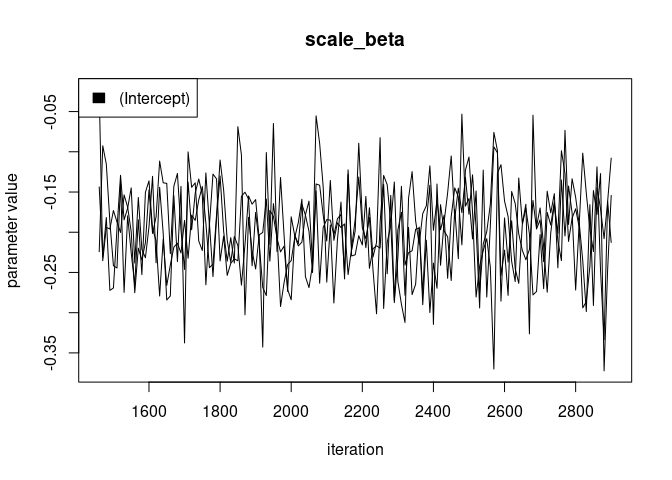 scale_beta
(Intercept)
parameter value
-0.05
-0.15
-0.25
-0.35
1600 1800 2000 2200 2400 2600 2800
iteration